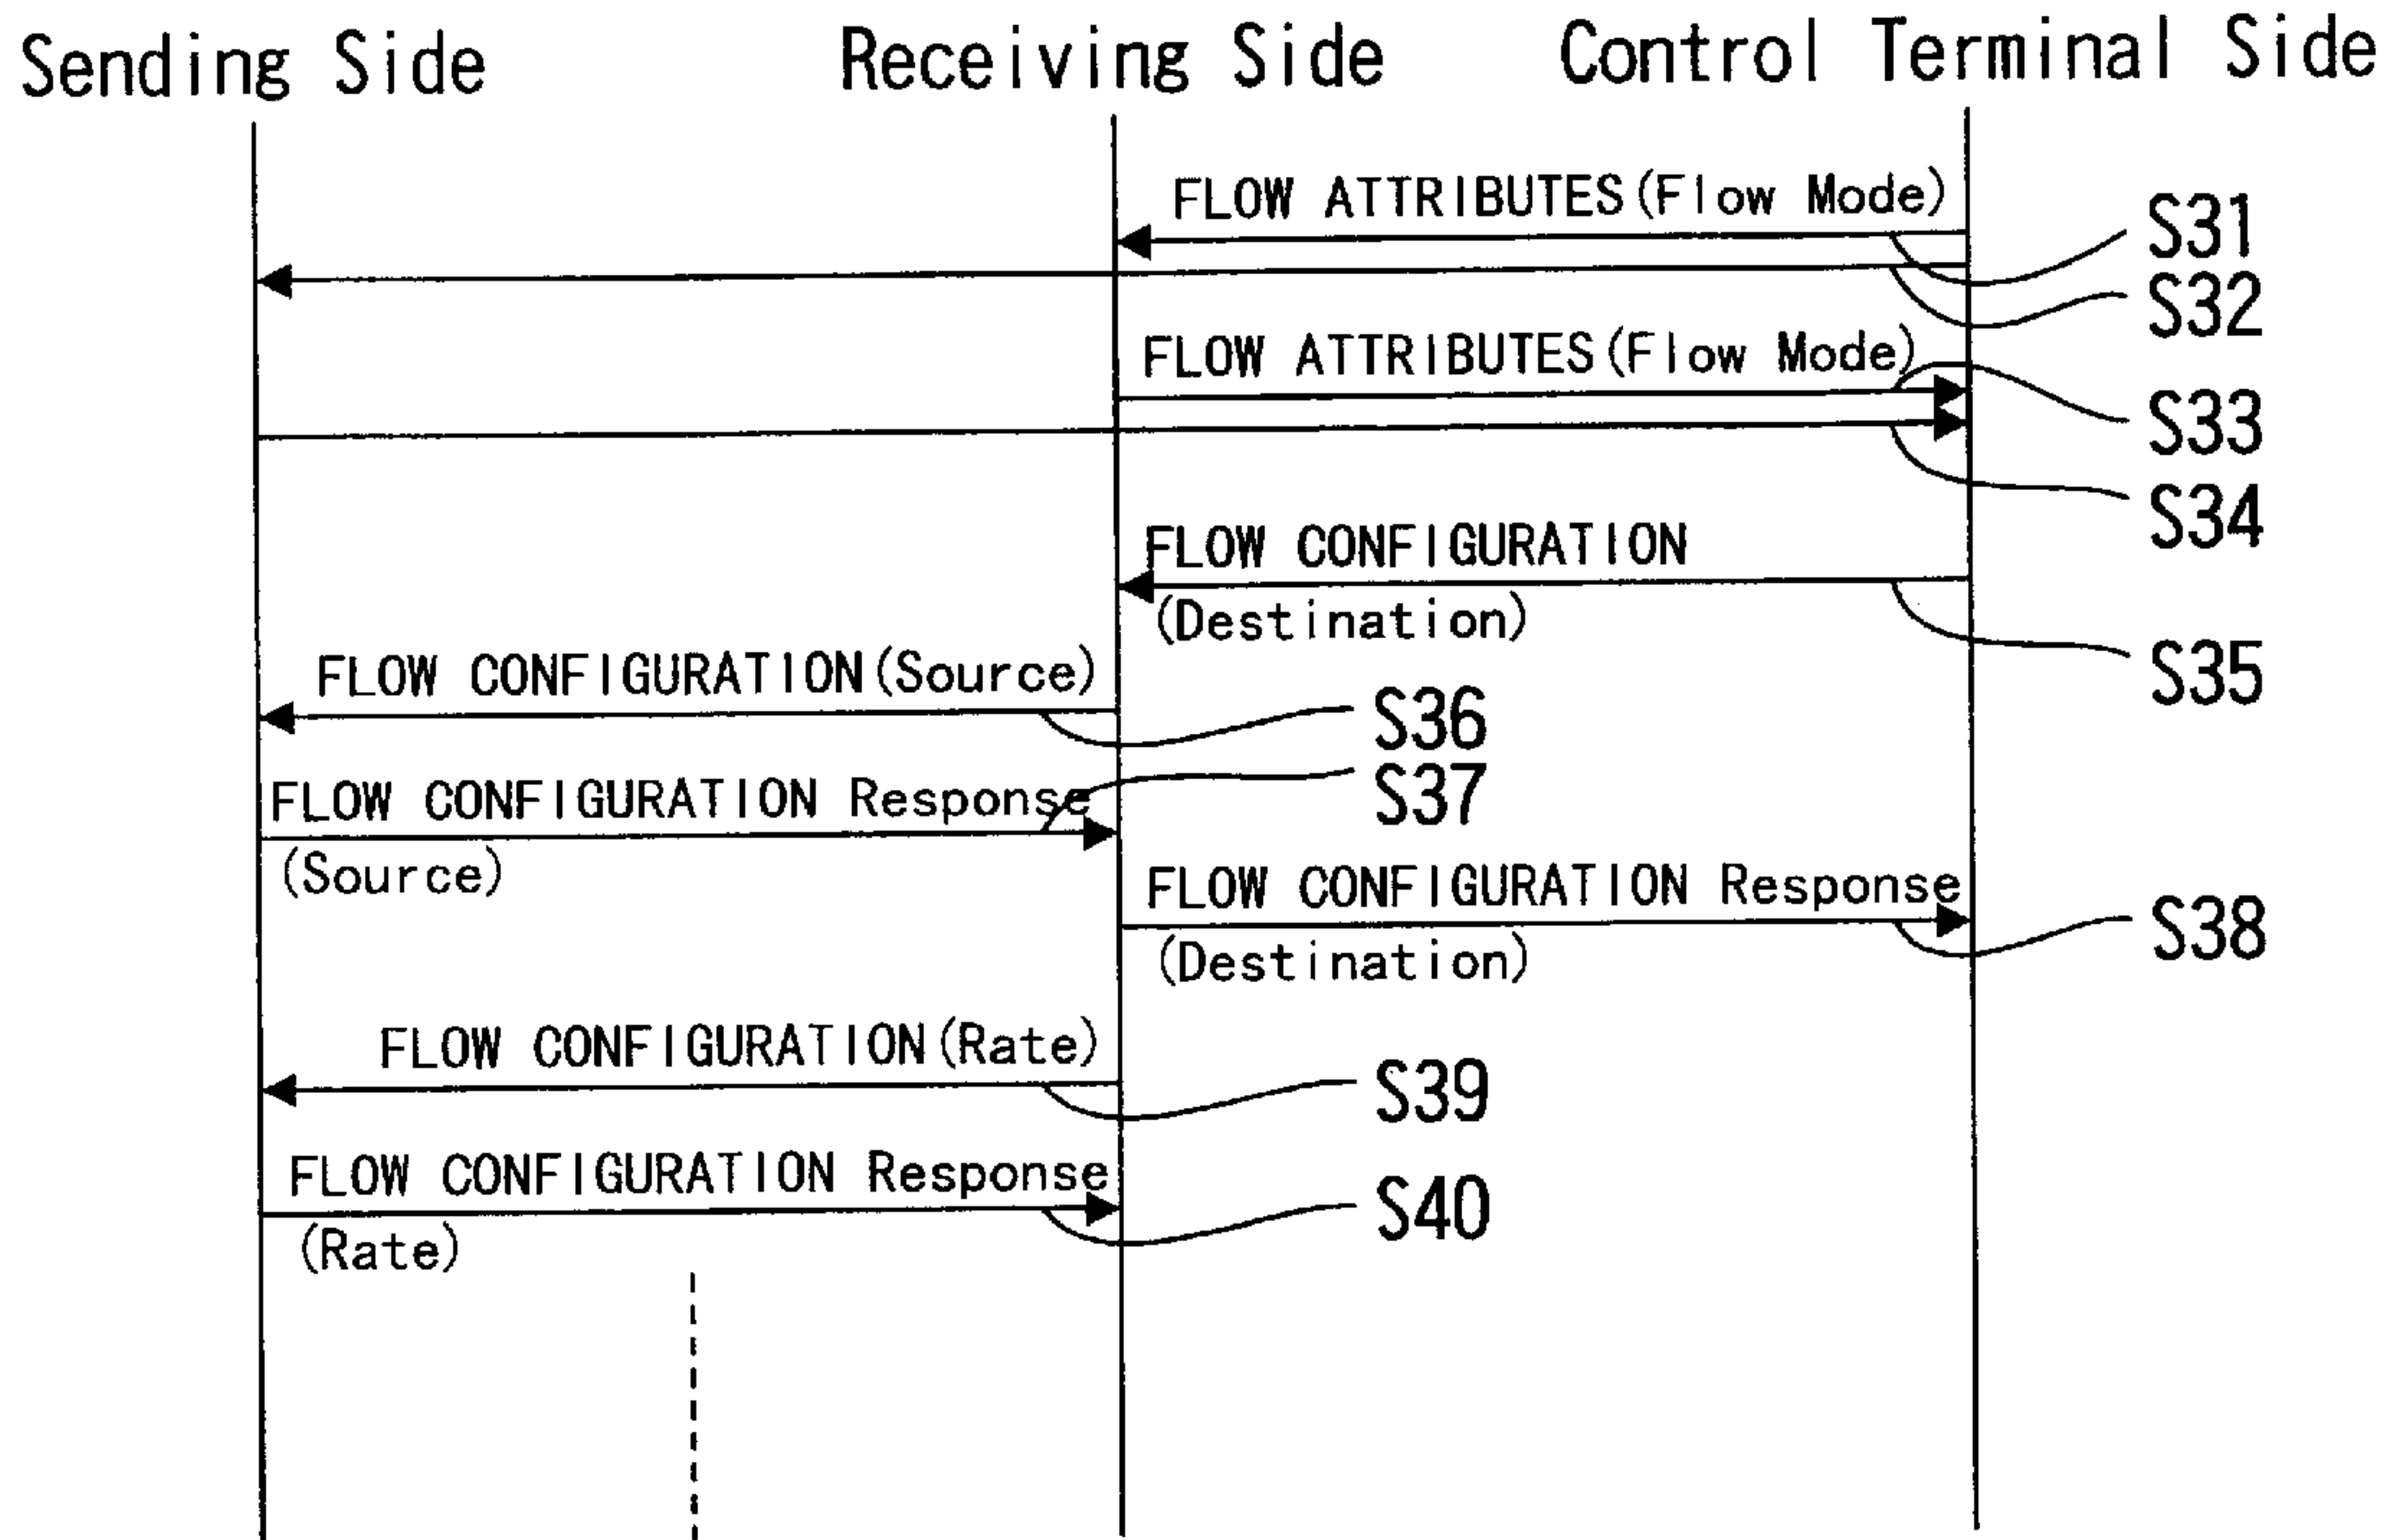 Sending Side
Receiving Side
Control Terminal Side
FLOW ATTRIBUTES(Flow Mode)
S31
S32
FLOW ATTRIBUTES(Flow Mode)
S33
S34
FLOW CONFIGURATION
(Destination)
S35
FLOW CONFIGURATION(Source)
S36
FLOW CONFIGURATION Response
(Source)
S37
FLOW CONFIGURATION Response
(Destination)
S38
FLOW CONFIGURATION(Rate)
S39
FLOW CONFIGURATION Response
(Rate)
S40